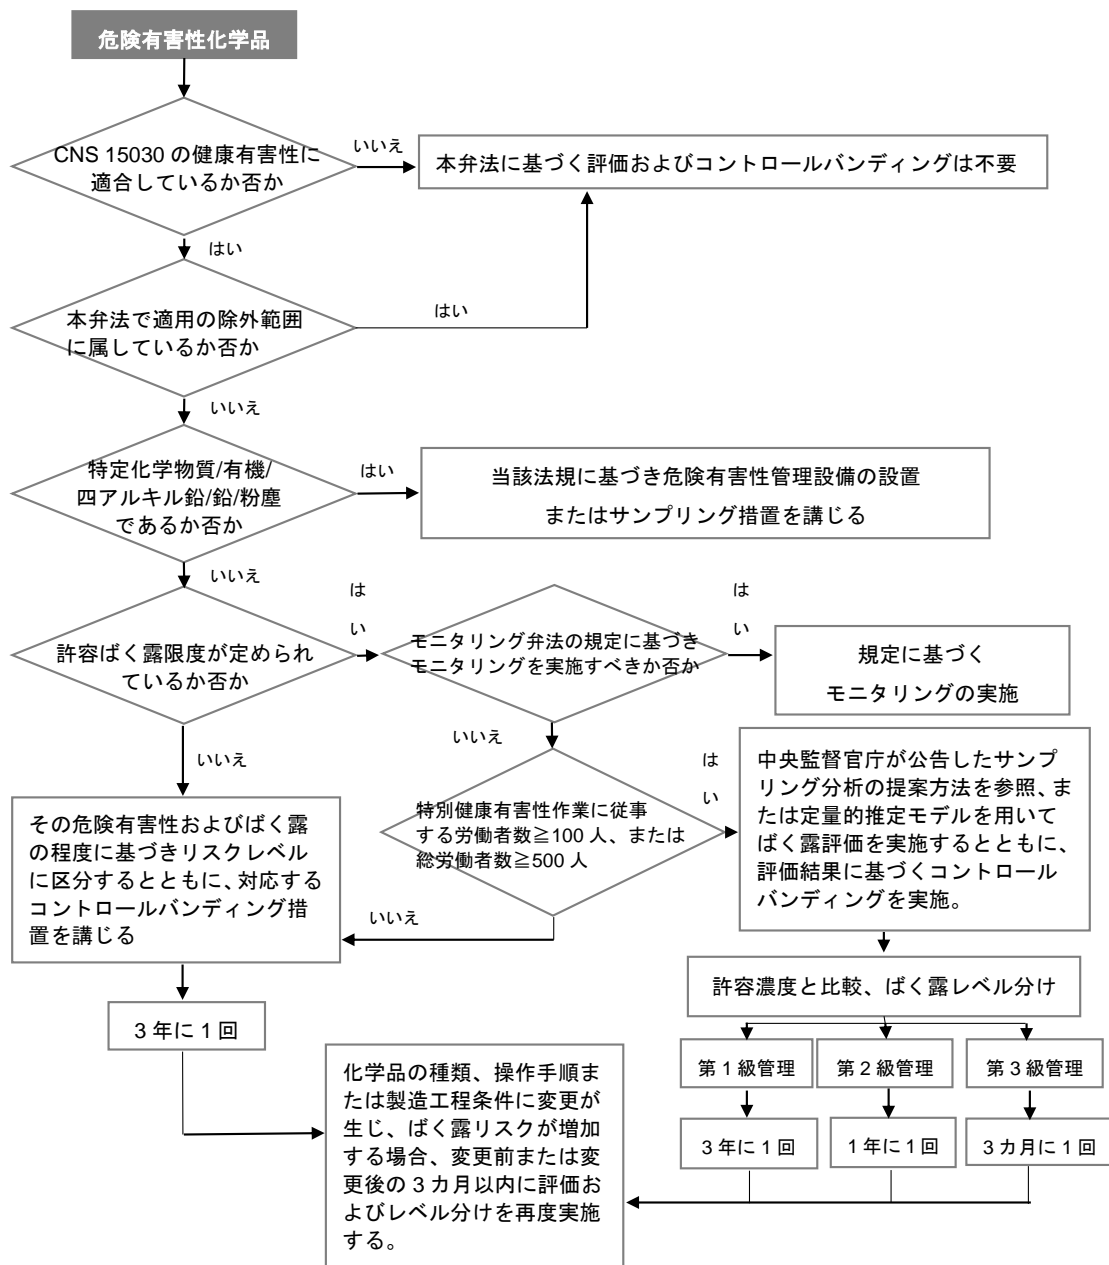 危険有害性化学品
CNS 15030 の健康有害性に
適合しているか否か
いいえ
本弁法に基づく評価およびコントロールバンディングは不要
はい
本弁法で適用の除外範囲
に属しているか否か
はい
いいえ
特定化学物質/有機/
四アルキル鉛/鉛/粉塵
であるか否か
はい
当該法規に基づき危険有害性管理設備の設置
またはサンプリング措置を講じる
いいえ
許容ばく露限度が定められ
ているか否か
は
い
モニタリング弁法の規定に基づき
モニタリングを実施すべきか否か
は
い
規定に基づく
モニタリングの実施
いいえ
いいえ
特別健康有害性作業に従事
する労働者数≧100 人、または
総労働者数≧500 人
は
い
中央監督官庁が公告したサンプ
リング分析の提案方法を参照、ま
たは定量的推定モデルを用いて
ばく露評価を実施するとともに、
評価結果に基づくコントロール
バンディングを実施。
その危険有害性およびばく露
の程度に基づきリスクレベル
に区分するとともに、対応する
コントロールバンディング措
置を講じる
いいえ
許容濃度と比較、ばく露レベル分け
3 年に 1 回
第 1 級管理
第 2 級管理
第 3 級管理
3 年に 1 回
1 年に 1 回
3 カ月に 1 回
化学品の種類、操作手順ま
たは製造工程条件に変更が
生じ、ばく露リスクが増加
する場合、変更前または変
更後の 3 カ月以内に評価お
よびレベル分けを再度実施
する。